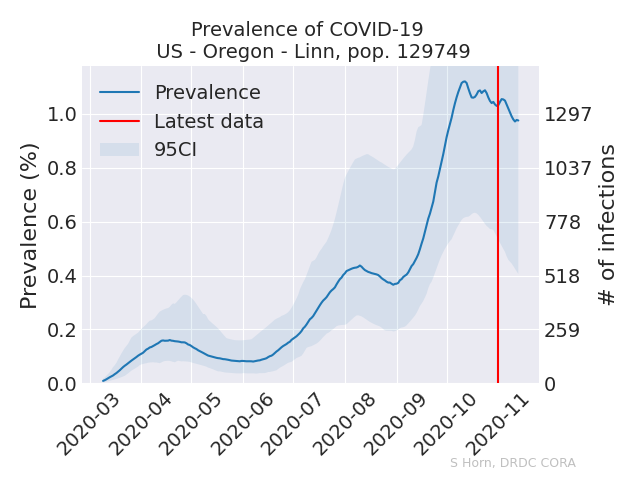 Prevalence of COVID-19
US - Oregon - Linn, pop. 129749
Prevalence
Latest data
95CI
Prevalence (%)
1.0
0.8
0.6
0.4
0.2
0.0
1297
1037
778
518
259
0
# of infections
2020-03
2020-04
2020-05
2020-06
2020-07
2020-08
2020-09
2020-10
2020-11
S Horn, DRDC CORA